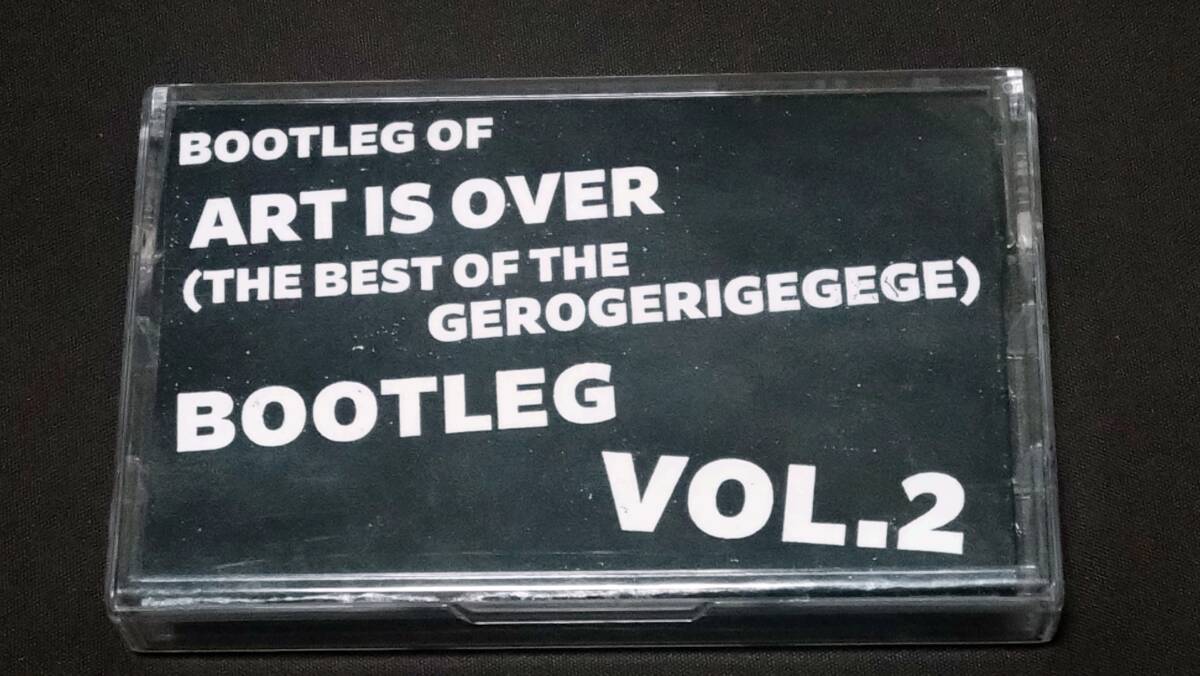 BOOTLEG OF
ART IS OVER
(THE BEST OF THE
GEROGERIGEGEGE)
BOOTLEG
VOL.2